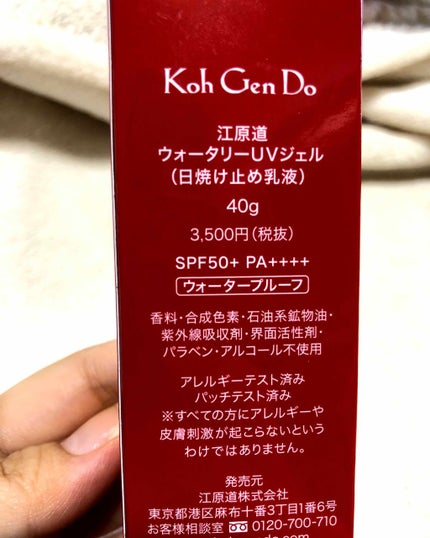 Koh Gen Do
江原道
ウォータリーUVジェル
（日焼け止め乳液）
40g
3,500円（税抜）
SPF50+ PA++++
ウォータープルーフ
香料・合成色素・石油系鉱物油・
紫外線吸収剤・界面活性剤・
パラベン・アルコール不使用
アレルギーテスト済み
パッチテスト済み
※すべての方にアレルギーや
皮膚刺激が起こらないという
わけではありません。
発売元
江原道株式会社
東京都港区麻布十番3丁目1番6号
お客様相談室 0120-700-710